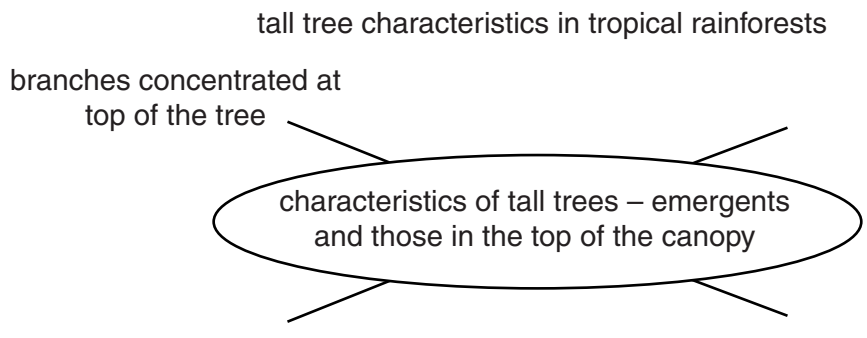 tall tree characteristics in tropical rainforests
branches concentrated at
top of the tree
characteristics of tall trees – emergents
and those in the top of the canopy